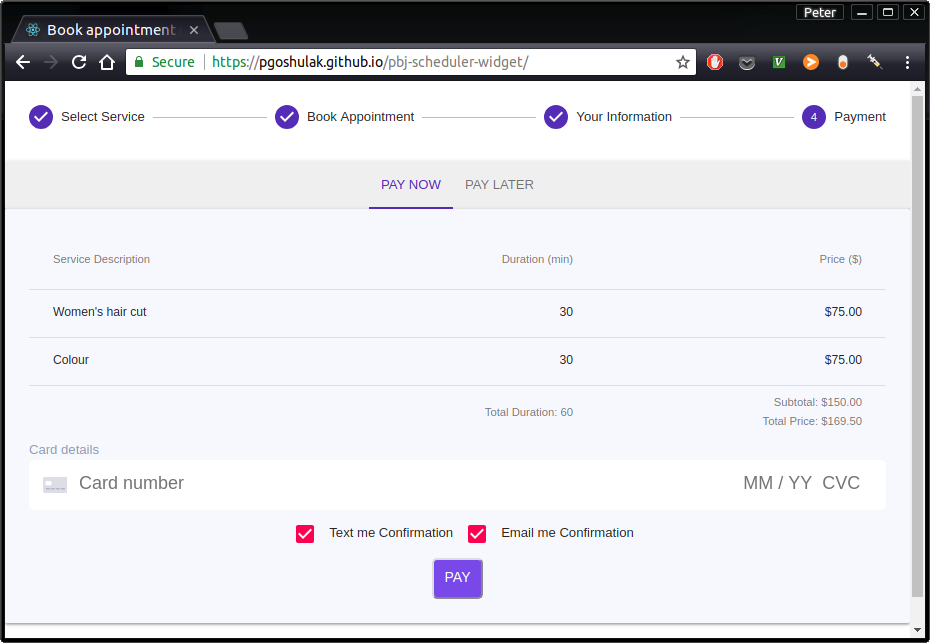 Peter
Book appointment
Secure https://pgoshulak.github.io/pbj-scheduler-widget/
V
Select Service Book Appointment Your Information 4 Payment
PAY NOW PAY LATER
Service Description Duration (min) Price ($)
Women's hair cut 30 $75.00
Colour 30 $75.00
Subtotal: $150.00
Total Duration: 60
Total Price: $169.50
Card details
Card number MM / YY CVC
Text me Confirmation Email me Confirmation
PAY